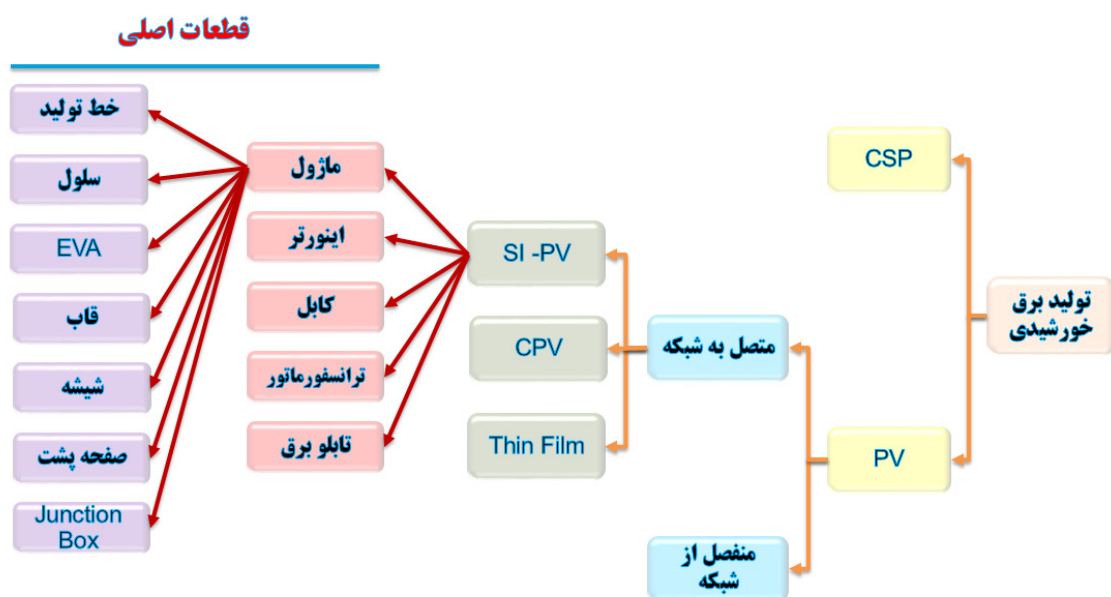 قطعات اصلی
تولید برق
خورشیدی
CSP
PV
متصل به شبکه
منفصل از
شبکه
SI -PV
CPV
Thin Film
ماژول
اینورتر
کابل
ترانسفورماتور
تابلو برق
خط تولید
سلول
EVA
قاب
شیشه
صفحه پشت
Junction
Box